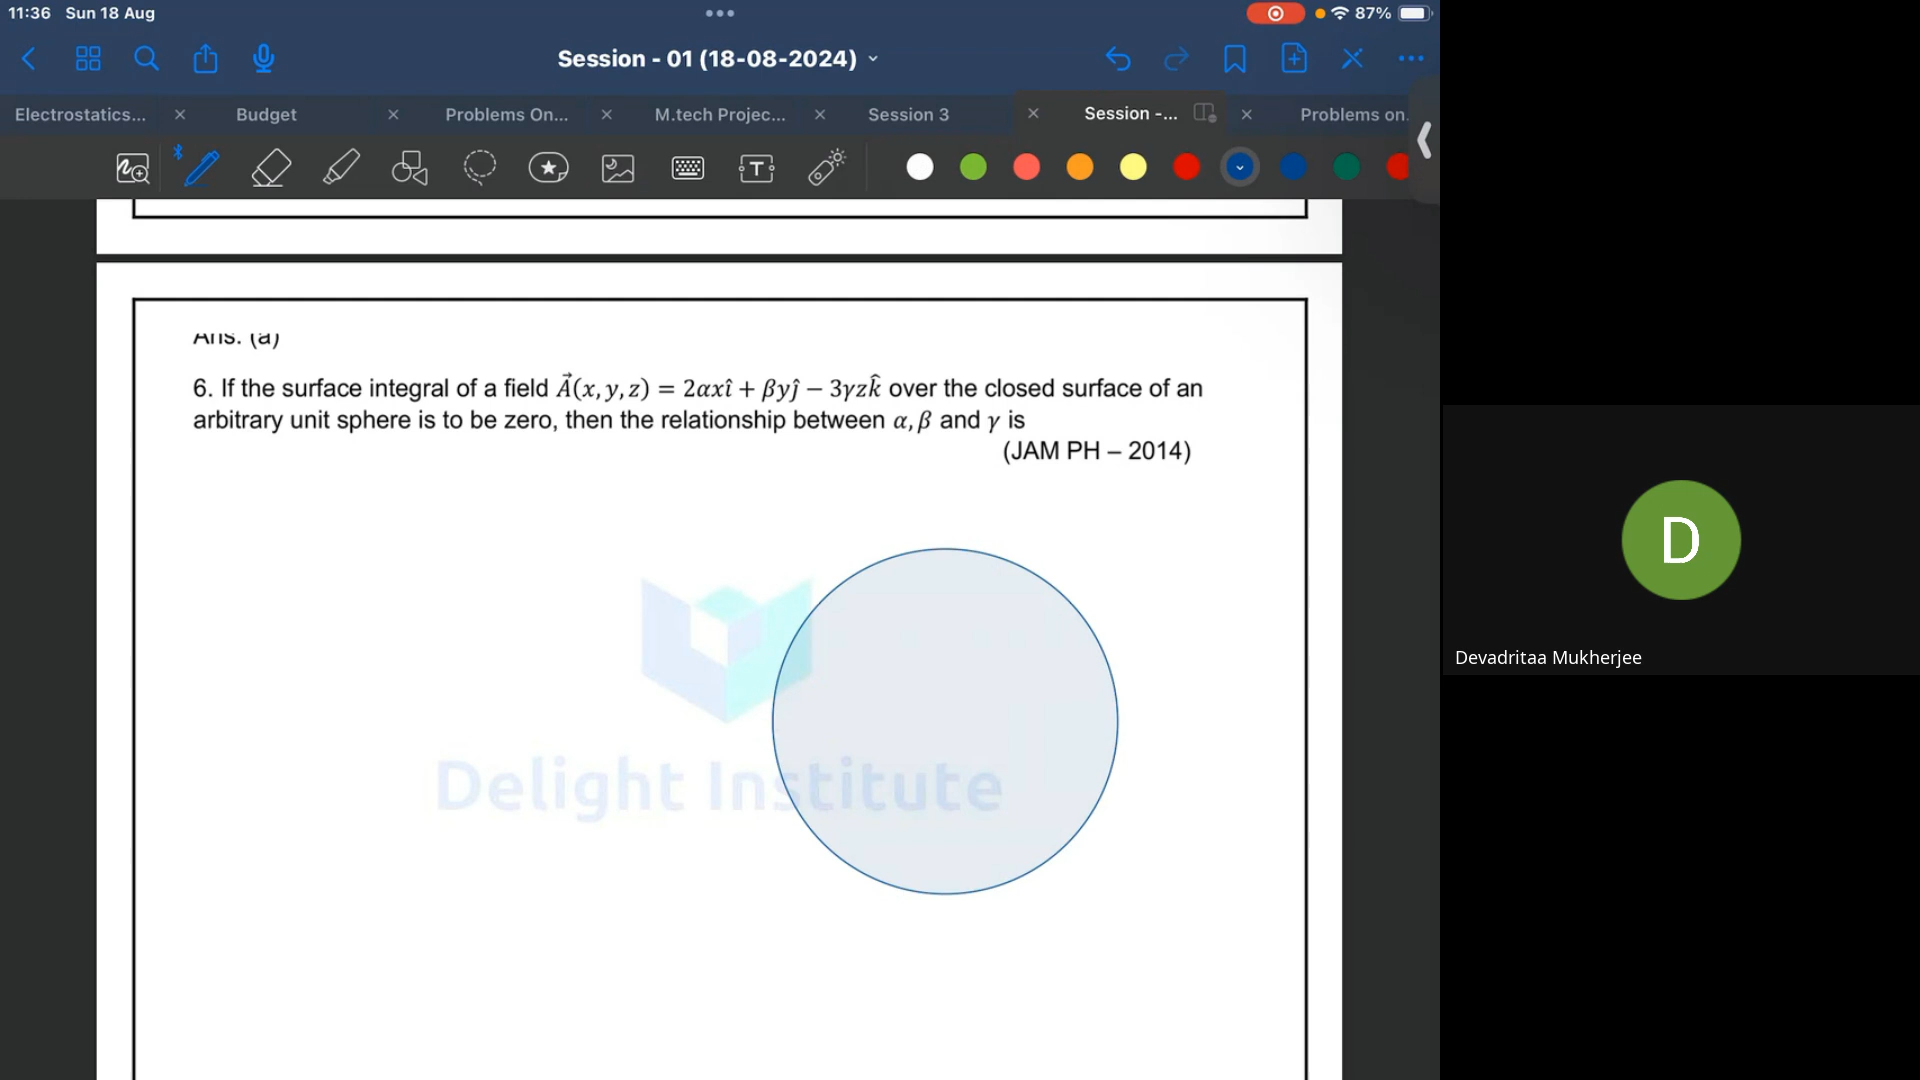 11:36 Sun 18 Aug
87%
Session - 01 (18-08-2024)
Electrostatics...
Budget
Problems On...
M.tech Projec...
Session 3
Session -...
Problems on.
T
Ans. (a)
6. If the surface integral of a field A⃗(x, y, z) = 2αxî + βyĵ − 3γzk̂ over the closed surface of an
arbitrary unit sphere is to be zero, then the relationship between α, β and γ is
(JAM PH – 2014)
Delight Institute
D
Devadritaa Mukherjee